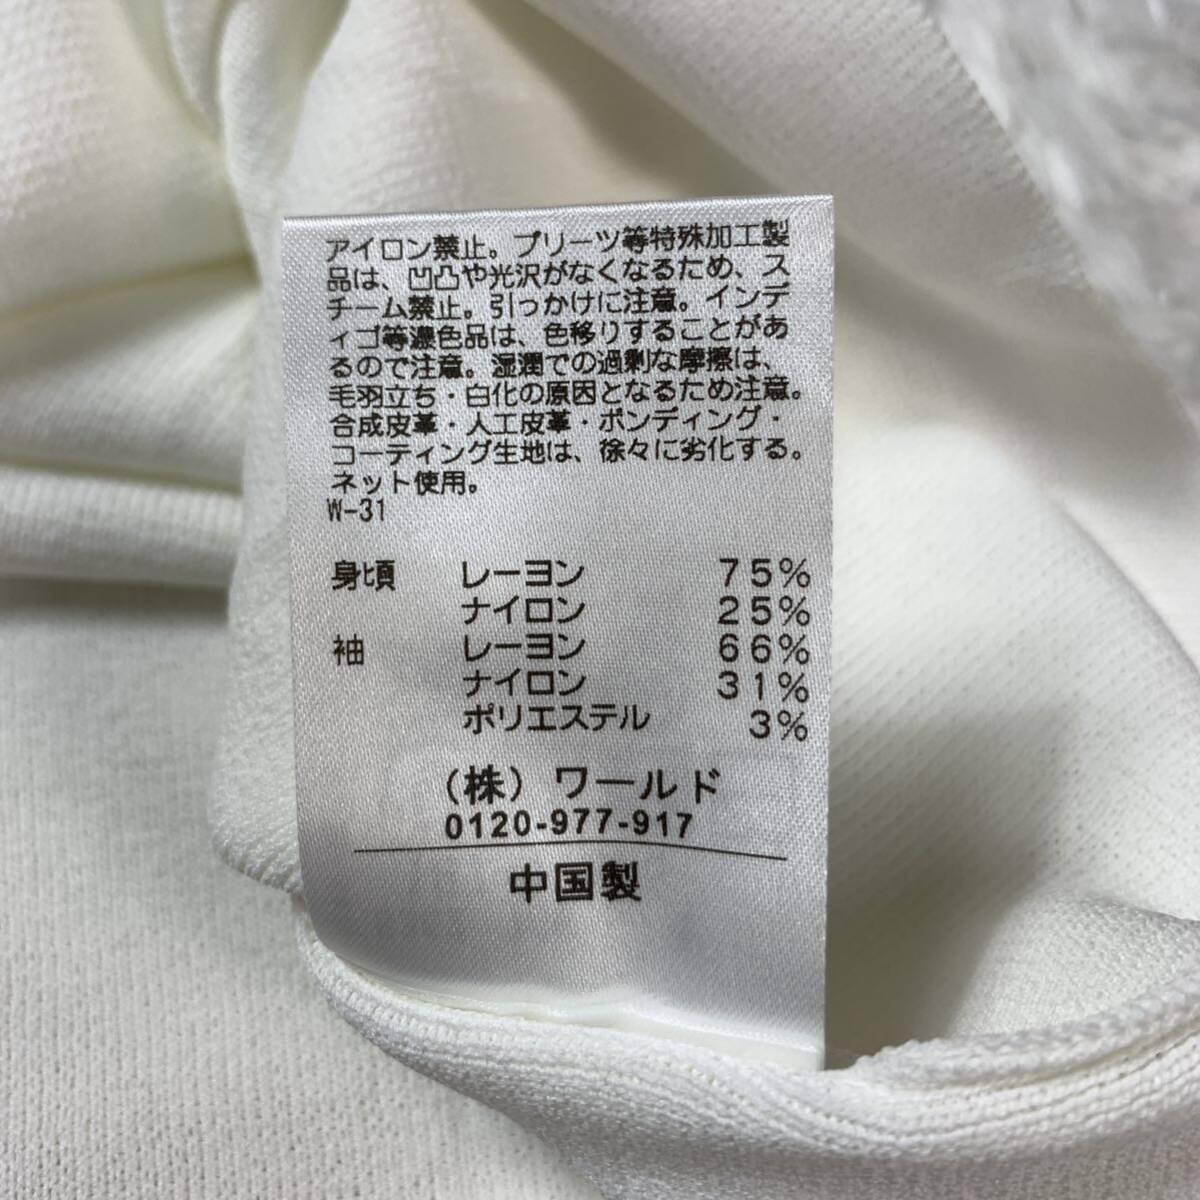 アイロン禁止。プリーツ等特殊加工製
品は、凹凸や光沢がなくなるため、ス
チーム禁止。引っかけに注意。インデ
ィゴ等濃色品は、色移りすることがあ
るので注意。湿潤での過剰な摩擦は、
毛羽立ち・白化の原因となるため注意。
合成皮革・人工皮革・ボンディング・
コーティング生地は、徐々に劣化する。
ネット使用。
W-31
身頃 レーヨン 75%
ナイロン 25%
袖 レーヨン 66%
ナイロン 31%
ポリエステル 3%
(株) ワールド
0120-977-917
中国製